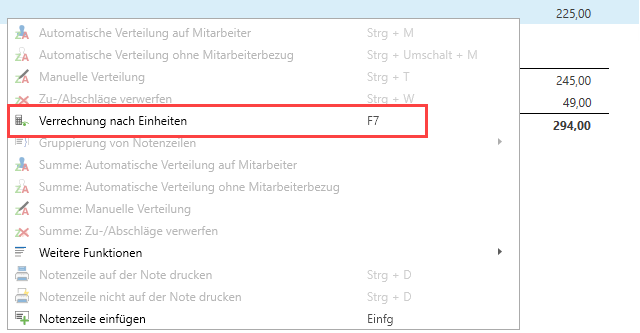 225,00
Automatische Verteilung auf Mitarbeiter Strg + M
Automatische Verteilung ohne Mitarbeiterbezug Strg + Umschalt + M
Manuelle Verteilung Strg + T
245,00
Zu-/Abschläge verwerfen Strg + W
49,00
Verrechnung nach Einheiten F7
294,00
Gruppierung von Notenzeilen
Summe: Automatische Verteilung auf Mitarbeiter
Summe: Automatische Verteilung ohne Mitarbeiterbezug
Summe: Manuelle Verteilung
Summe: Zu-/Abschläge verwerfen
Weitere Funktionen
Notenzeile auf der Note drucken Strg + D
Notenzeile nicht auf der Note drucken Strg + D
Notenzeile einfügen Einfg